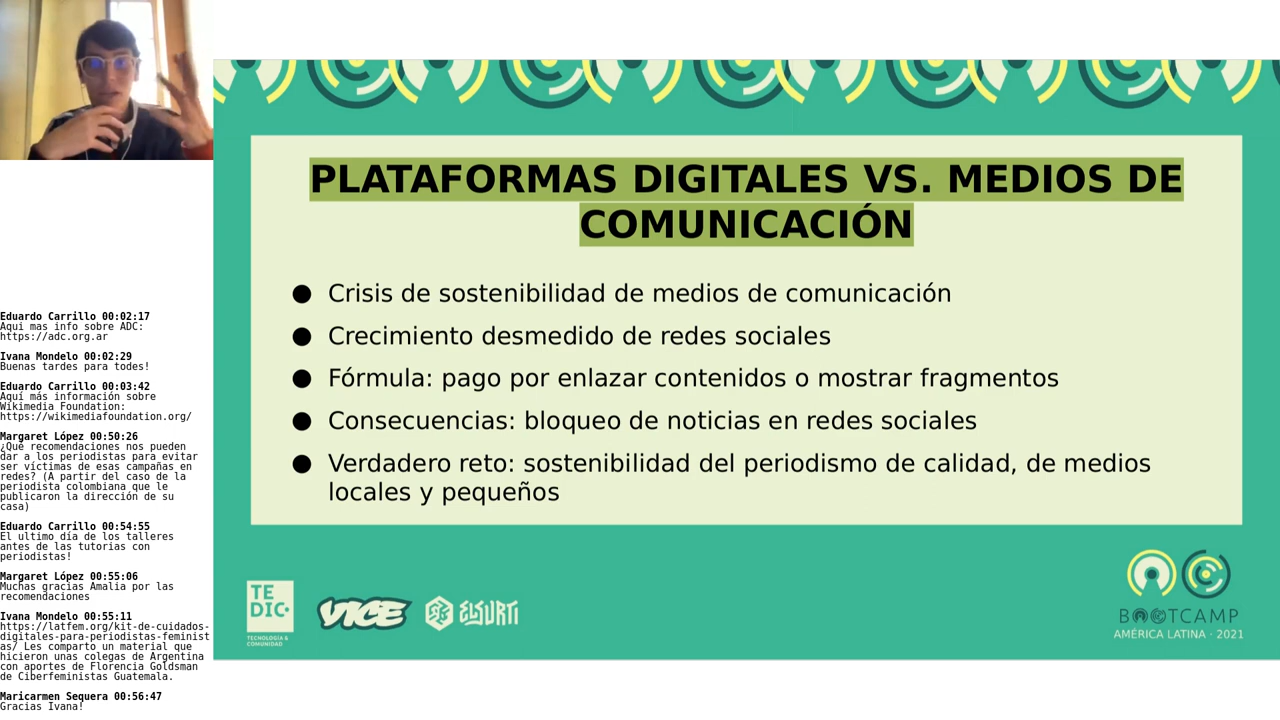 PLATAFORMAS DIGITALES VS. MEDIOS DE
COMUNICACIÓN
● Crisis de sostenibilidad de medios de comunicación
● Crecimiento desmedido de redes sociales
● Fórmula: pago por enlazar contenidos o mostrar fragmentos
● Consecuencias: bloqueo de noticias en redes sociales
● Verdadero reto: sostenibilidad del periodismo de calidad, de medios
locales y pequeños
TE
DIC
TECNOLOGÍA &
COMUNIDAD
VICE
ELSURTI
BOOTCAMP
AMÉRICA LATINA · 2021
Eduardo Carrillo 00:02:17
Aquí mas info sobre ADC:
https://adc.org.ar
Ivana Mondelo 00:02:29
Buenas tardes para todes!
Eduardo Carrillo 00:03:42
Aquí más información sobre
Wikimedia Foundation:
https://wikimediafoundation.org/
Margaret López 00:50:26
¿Qué recomendaciones nos pueden
dar a los periodistas para evitar
ser víctimas de esas campañas en
redes? (A partir del caso de la
periodista colombiana que le
publicaron la dirección de su
casa)
Eduardo Carrillo 00:54:55
El ultimo día de los talleres
antes de las tutorias con
periodistas!
Margaret López 00:55:06
Muchas gracias Amalia por las
recomendaciones
Ivana Mondelo 00:55:11
https://latfem.org/kit-de-cuidados-
digitales-para-periodistas-feminist
as/ Les comparto un material que
hicieron unas colegas de Argentina
con aportes de Florencia Goldsman
de Ciberfeministas Guatemala.
Maricarmen Sequera 00:56:47
Gracias Ivana!